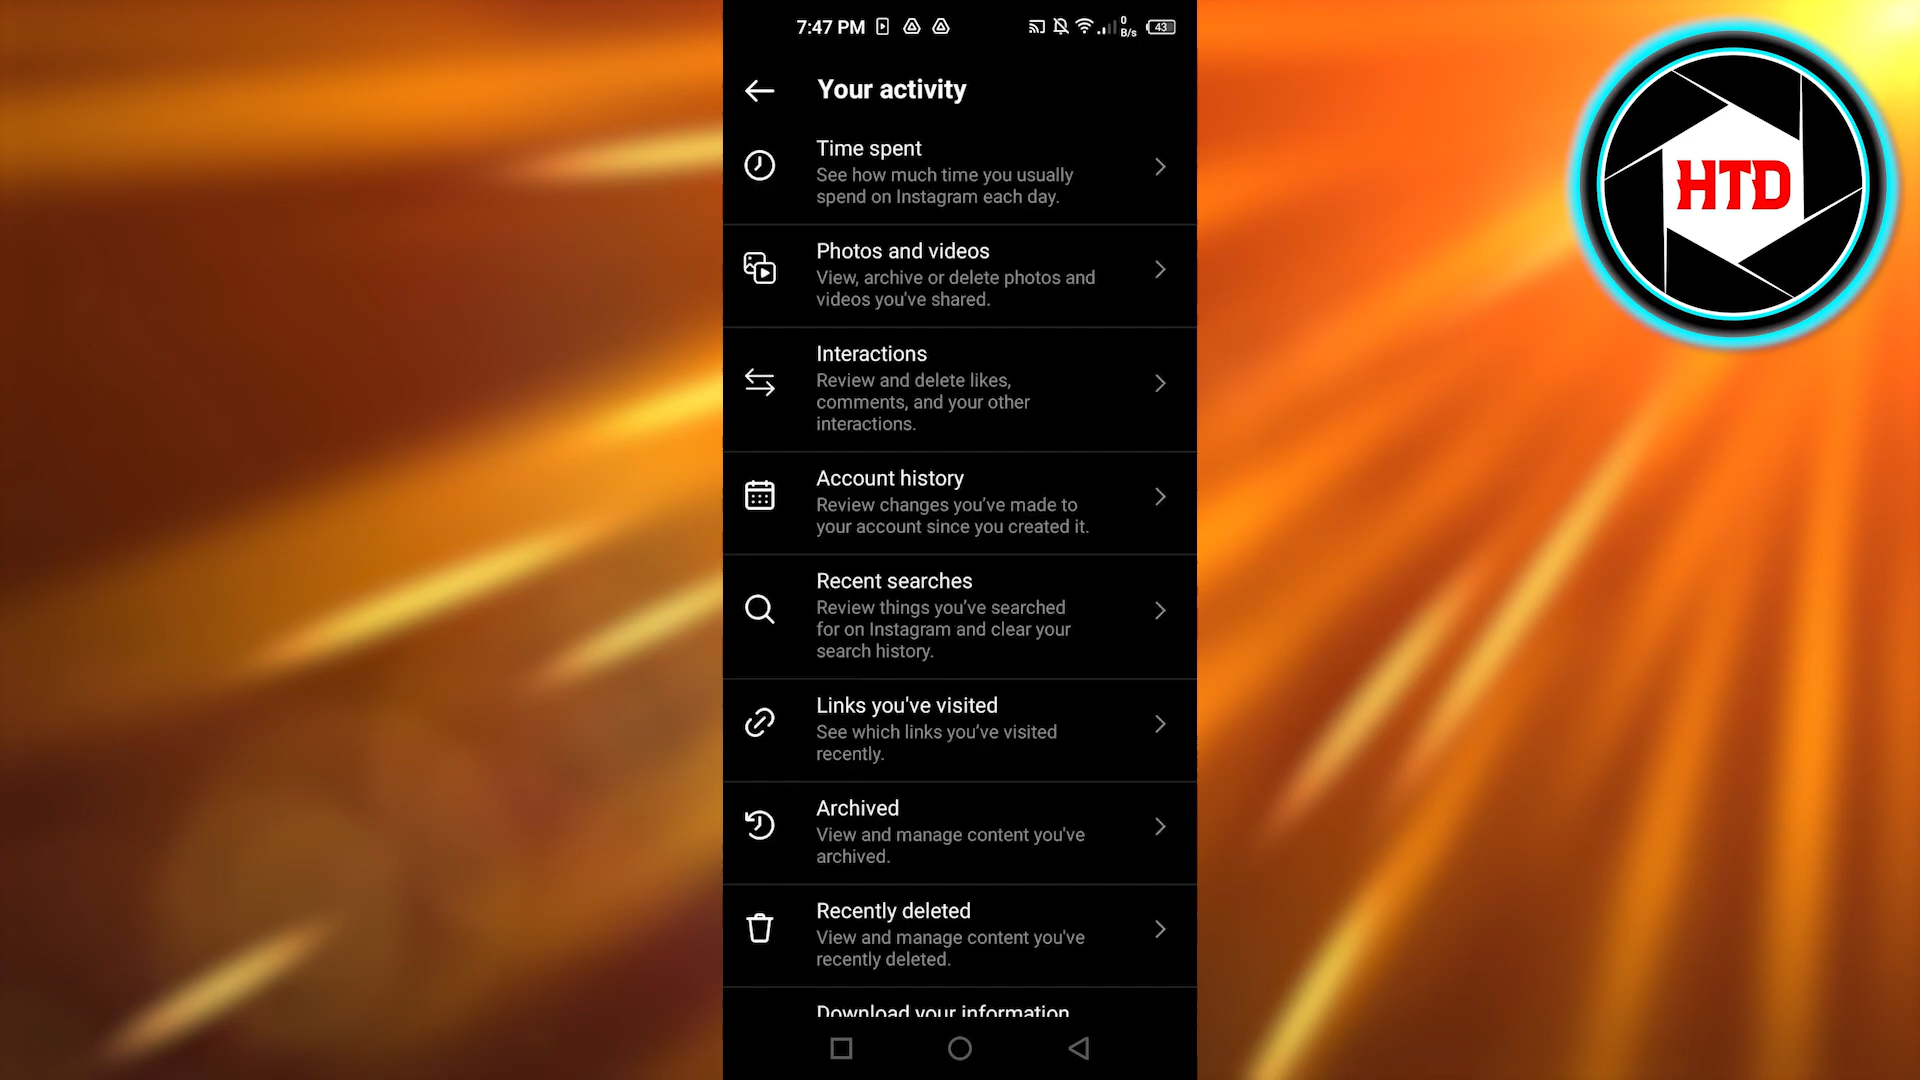 7:47 PM
0
B/s
43
Your activity
HTD
Time spent
See how much time you usually
spend on Instagram each day.
Photos and videos
View, archive or delete photos and
videos you've shared.
Interactions
Review and delete likes,
comments, and your other
interactions.
Account history
Review changes you’ve made to
your account since you created it.
Recent searches
Review things you’ve searched
for on Instagram and clear your
search history.
Links you've visited
See which links you’ve visited
recently.
Archived
View and manage content you've
archived.
Recently deleted
View and manage content you've
recently deleted.
Download your information